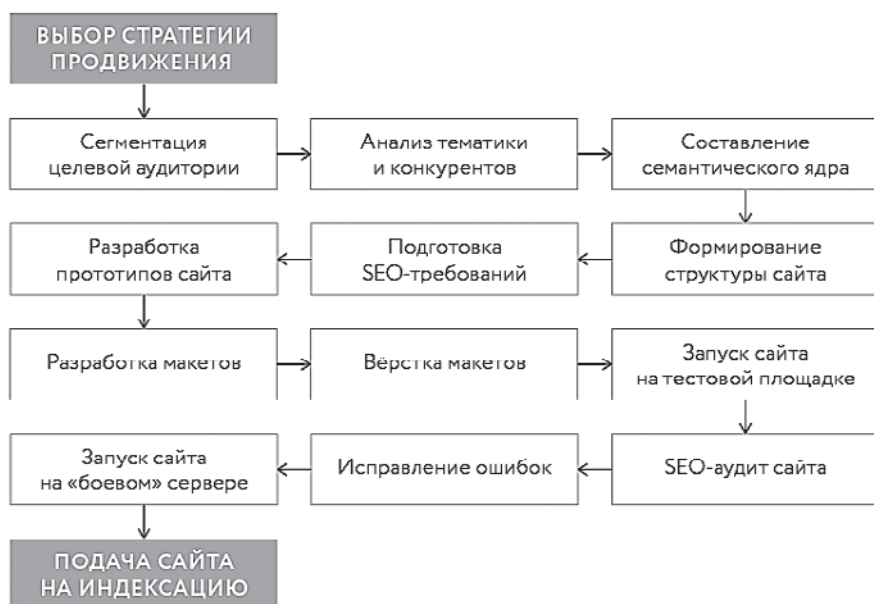 ВЫБОР СТРАТЕГИИ
ПРОДВИЖЕНИЯ
Сегментация
целевой аудитории
Анализ тематики
и конкурентов
Составление
семантического ядра
Формирование
структуры сайта
Подготовка
SEO-требований
Разработка
прототипов сайта
Разработка макетов
Вёрстка макетов
Запуск сайта
на тестовой площадке
SEO-аудит сайта
Исправление ошибок
Запуск сайта
на «боевом» сервере
ПОДАЧА САЙТА
НА ИНДЕКСАЦИЮ